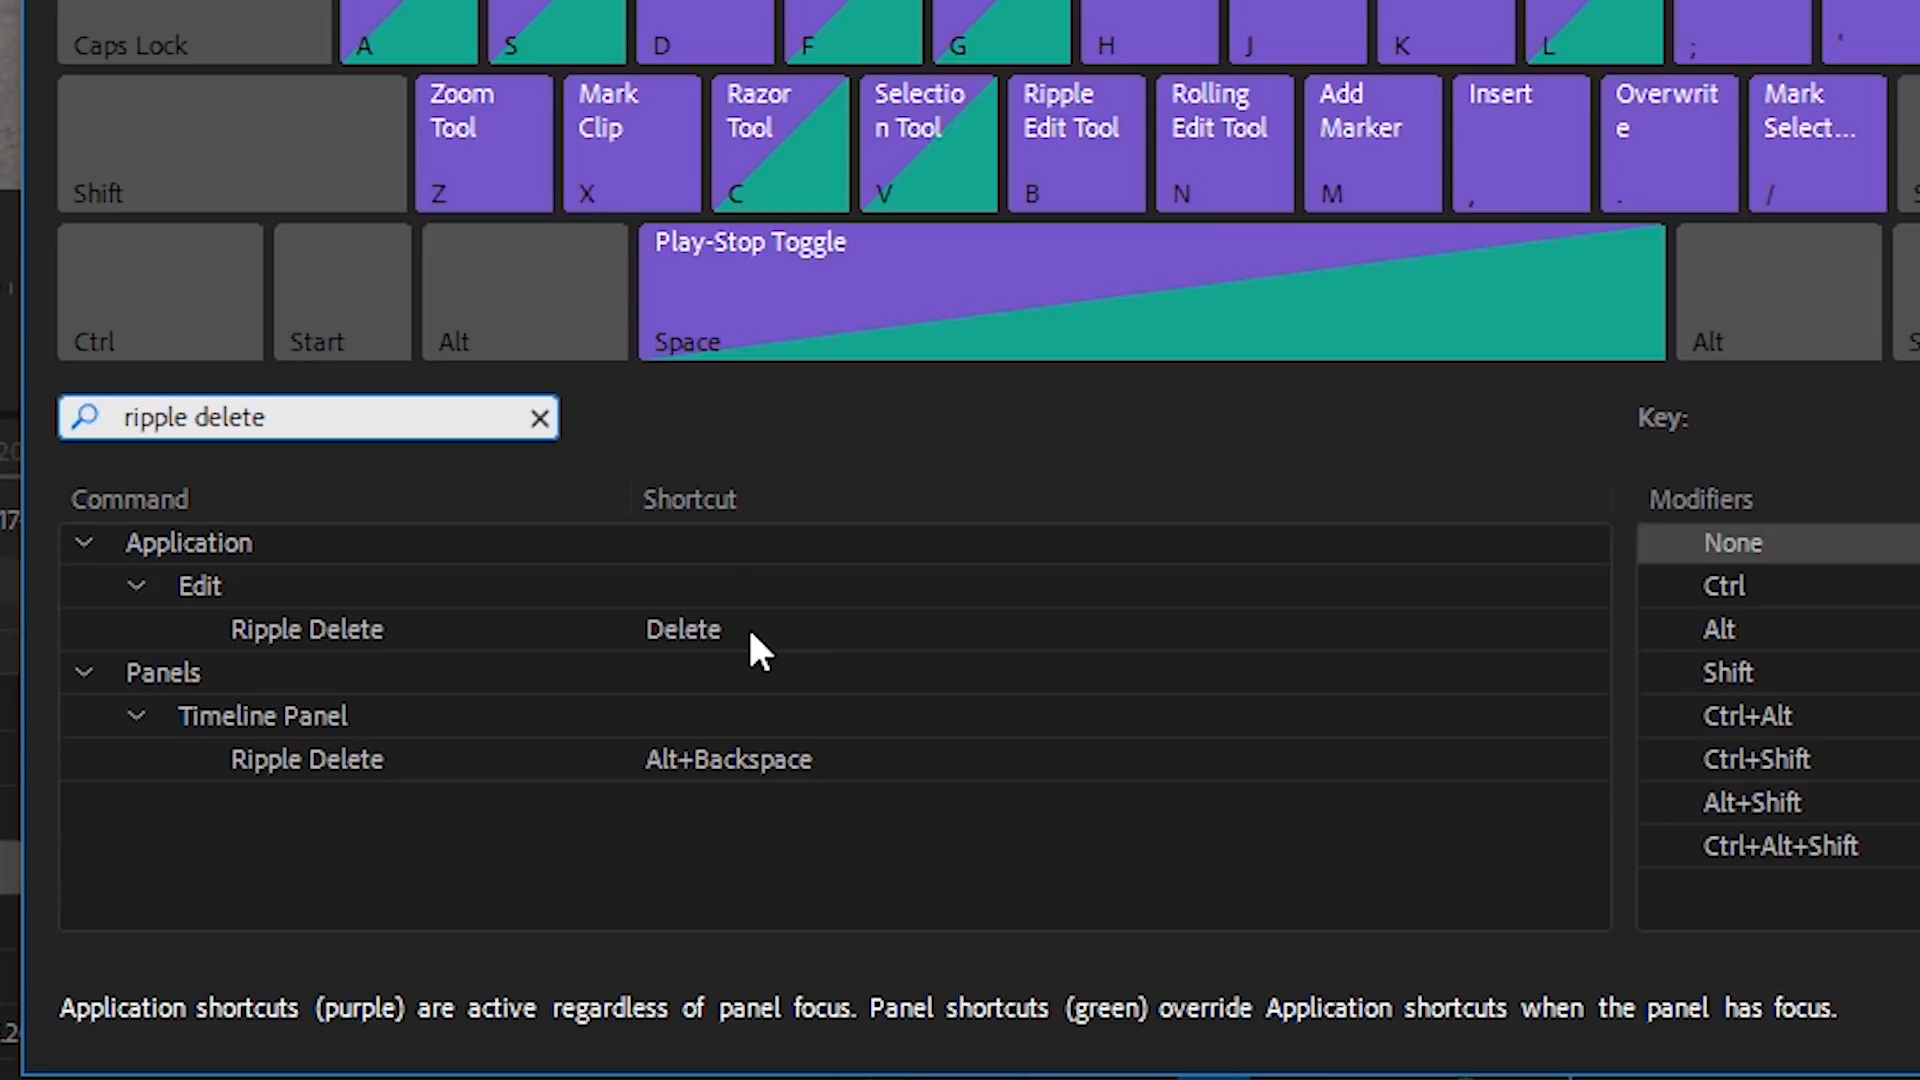 Caps Lock A S D F G H J K L ; '
Zoom Tool Mark Clip Razor Tool Selectio n Tool Ripple Edit Tool Rolling Edit Tool Add Marker Insert Overwrit e Mark Select...
Shift Z X C V B N M , . / S
Play-Stop Toggle
Ctrl Start Alt Space Alt S
ripple delete
Key:
Command Shortcut Modifiers
Application None
Edit Ctrl
Ripple Delete Delete Alt
Panels Shift
Timeline Panel Ctrl+Alt
Ripple Delete Alt+Backspace Ctrl+Shift
Alt+Shift
Ctrl+Alt+Shift
Application shortcuts (purple) are active regardless of panel focus. Panel shortcuts (green) override Application shortcuts when the panel has focus.